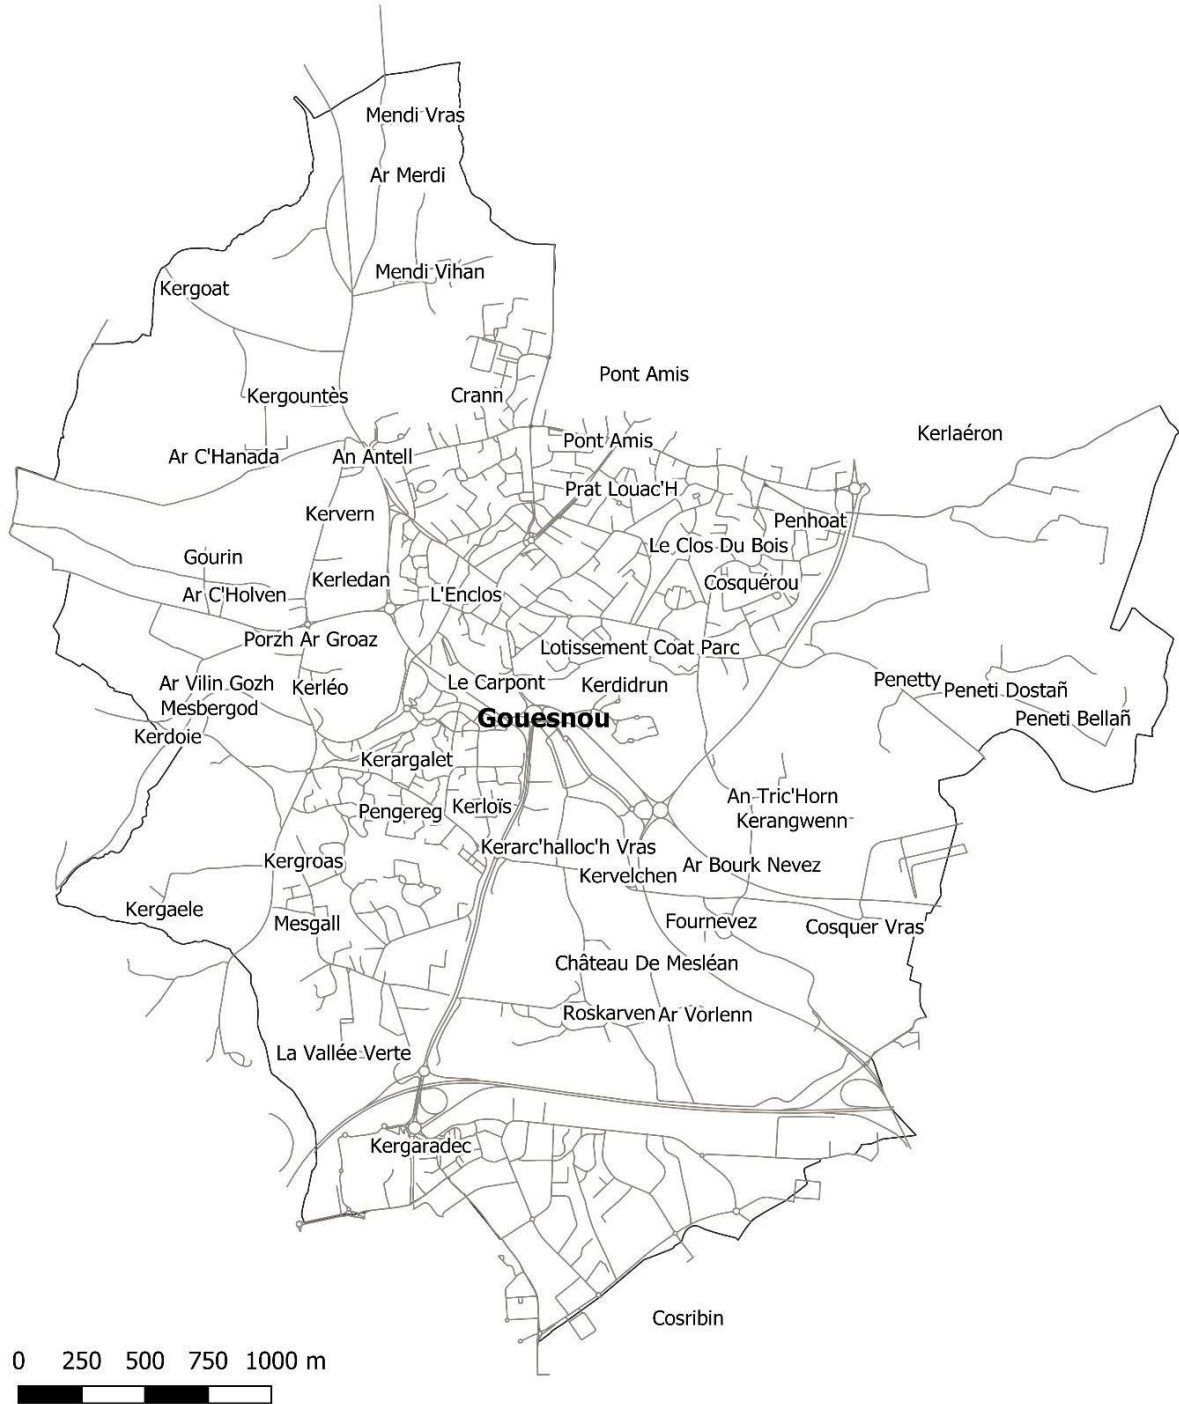 Mendi Vras
Ar Merdi
Mendi Vihan
Kergoat
Pont Amis
Kergountès
Crann
Kerlaéron
Pont Amis
Ar C'Hanada
An Antell
Prat Louac'H
Kervern
Penhoat
Le Clos Du Bois
Gourin
Kerledan
Cosquérou
Ar C'Holven
L'Enclos
Porzh Ar Groaz
Lotissement Coat Parc
Ar Vilin Gozh
Kerléo
Le Carpont
Kerdidrun
Penetty
Peneti Dostañ
Mesbergod
Gouesnou
Peneti Bellañ
Kerdoie
Kerargalet
An Tric'Horn
Pengereg
Kerloïs
Kerangwenn
Kerarc'halloc'h Vras
Kergroas
Kervelchen
Ar Bourk Nevez
Kergaele
Mesgall
Fournevez
Cosquer Vras
Château De Mesléan
Roskarven
Ar Vorlenn
La Vallée Verte
Kergaradec
Cosribin
0 250 500 750 1000 m